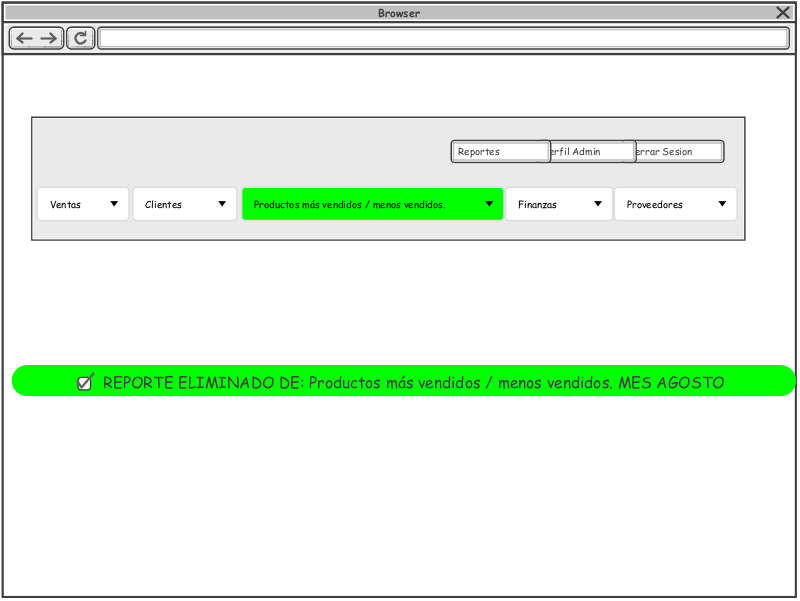 Browser
Reportes erfil Admin errar Sesion
Ventas Clientes Productos más vendidos / menos vendidos. Finanzas Proveedores
REPORTE ELIMINADO DE: Productos más vendidos / menos vendidos. MES AGOSTO